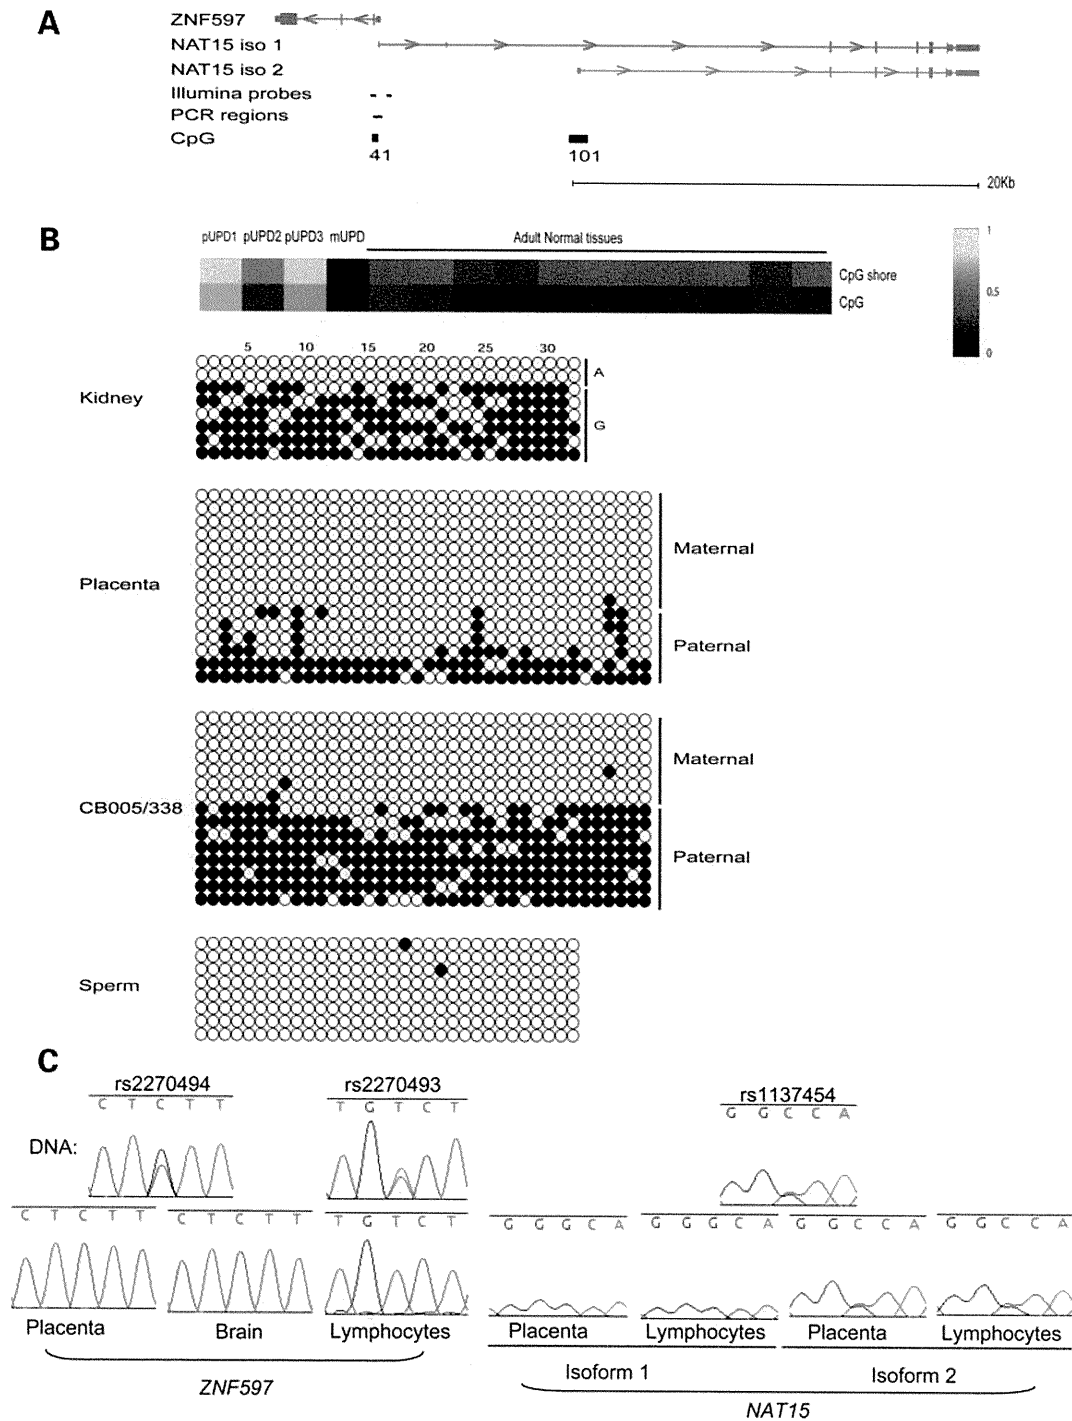 A
ZNF597
NAT15 iso 1
NAT15 iso 2
Illumina probes
PCR regions
CpG
41
101
20Kb
B
pUPD1 pUPD2 pUPD3 mUPD Adult Normal tissues
CpG shore
CpG
1
0.5
0
5 10 15 20 25 30
Kidney
A
G
Placenta
Maternal
Paternal
CB005/338
Maternal
Paternal
Sperm
C
rs2270494
C T C T T
rs2270493
T G T C T
rs1137454
G G C C A
DNA:
C T C T T
C T C T T
T G T C T
G G G C A
G G G C A
G G C C A
G G C C A
Placenta Brain Lymphocytes
Placenta Lymphocytes Placenta Lymphocytes
Isoform 1 Isoform 2
ZNF597
NAT15